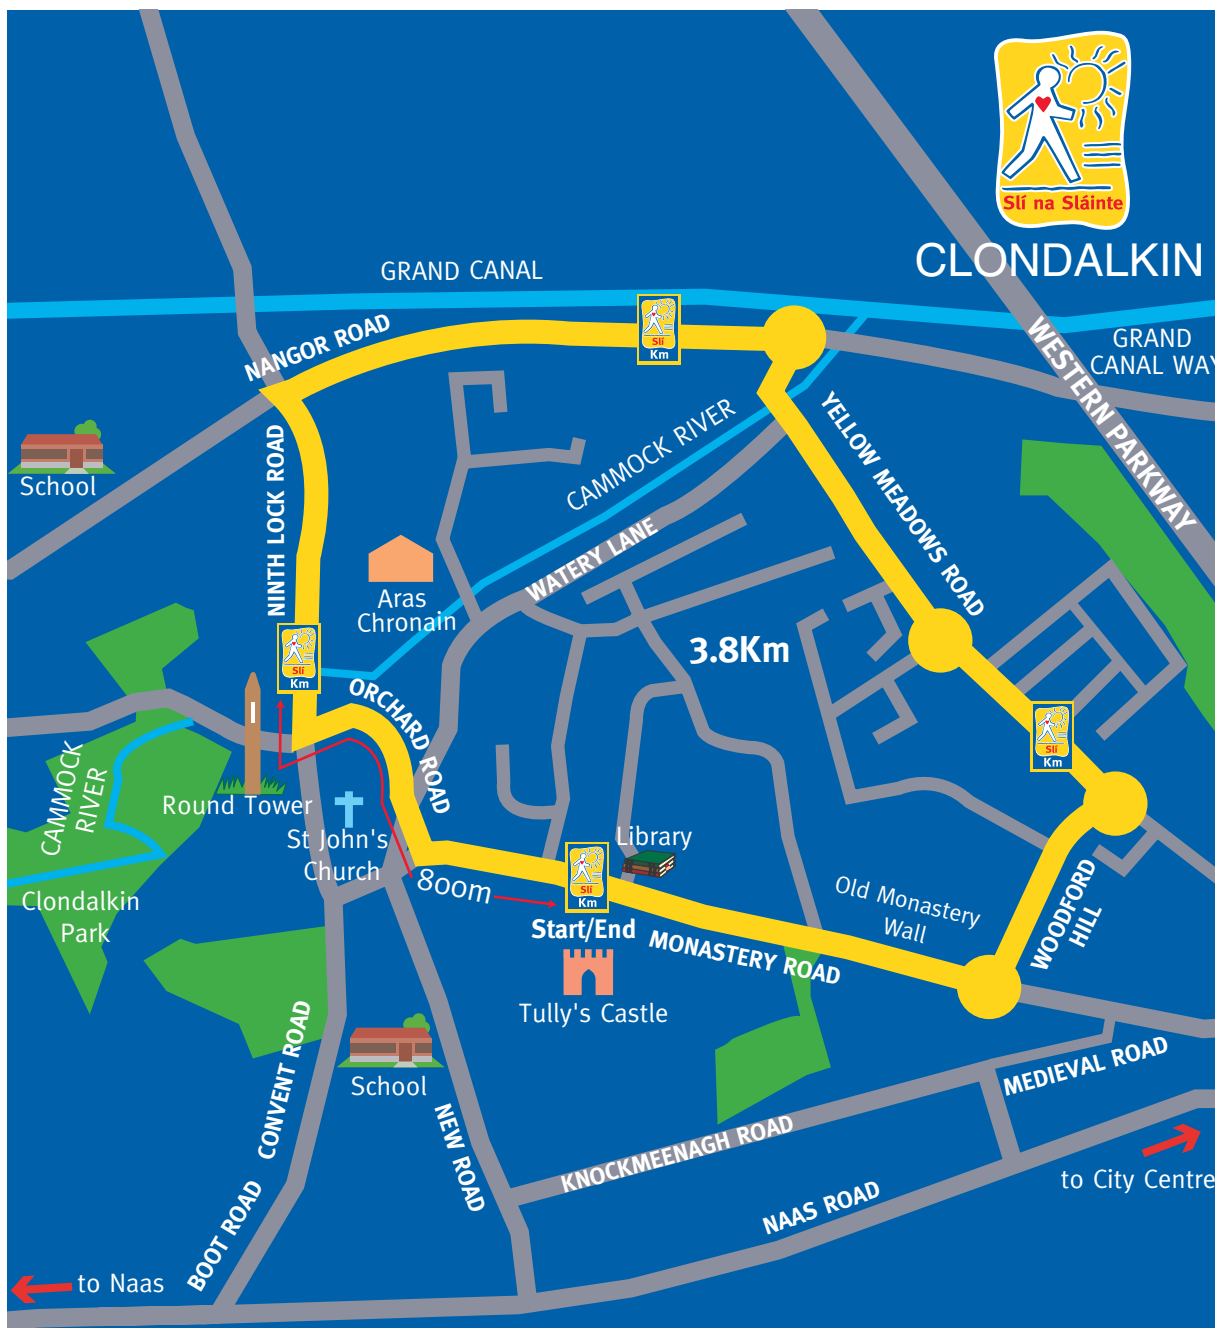 Slí na Sláinte
CLONDALKIN
GRAND CANAL
NANGOR ROAD
Slí
Km
WESTERN PARKWAY
GRAND
CANAL WAY
School
NINTH LOCK ROAD
CAMMOCK RIVER
YELLOW MEADOWS ROAD
WATERY LANE
Aras
Chronain
Slí
Km
3.8Km
ORCHARD ROAD
Slí
Km
CAMMOCK
RIVER
Round Tower
St John's
Church
Library
800m
Slí
Km
Start/End
Old Monastery
Wall
WOODFORD
HILL
Clondalkin
Park
MONASTERY ROAD
Tully's Castle
CONVENT ROAD
School
MEDIEVAL ROAD
NEW ROAD
KNOCKMEENAGH ROAD
to City Centre
BOOT ROAD
NAAS ROAD
to Naas